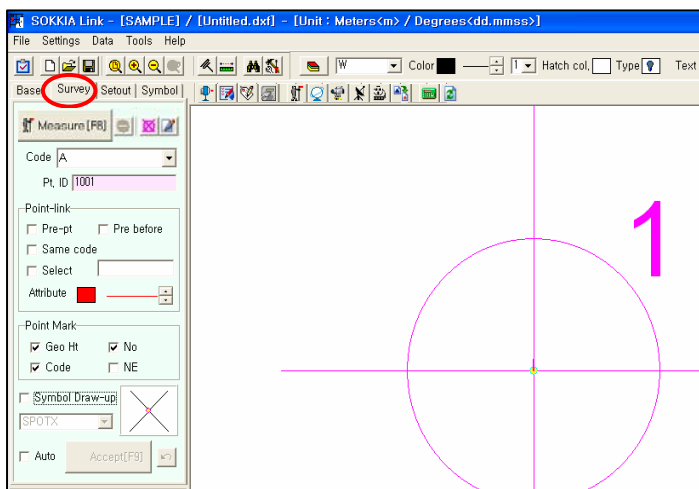 SOKKIA Link - [SAMPLE] / [Untitled.dxf] - [Unit : Meters<m> / Degrees<dd.mmss>]
File Settings Data Tools Help
W Color 1 Hatch col, Type Text
Base Survey Setout Symbol
Measure [F8]
Code A
Pt, ID 1001
Point-link
Pre-pt Pre before
Same code
Select
Attribute
Point Mark
Geo Ht No
Code NE
Symbol Draw-up
SPOTX
Auto Accept[F9]
1